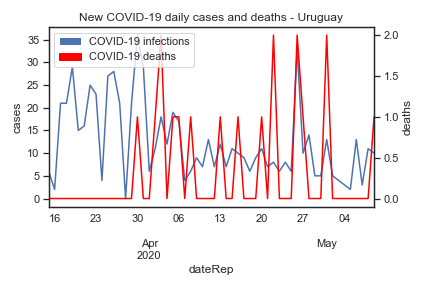 New COVID-19 daily cases and deaths - Uruguay
COVID-19 infections
COVID-19 deaths
35
30
25
20
15
10
5
0
cases
2.0
1.5
1.0
0.5
0.0
deaths
16 23 30 06 13 20 27 04
Apr May
2020
dateRep